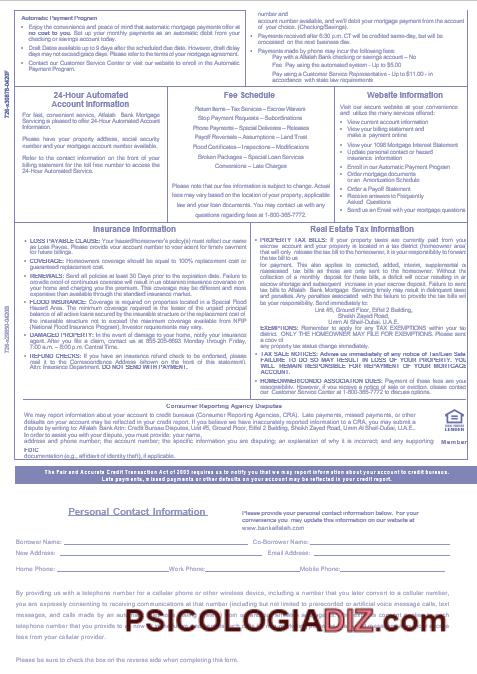 number and
account number available, and we'll debit your mortgage payment from the account
of your choice. (Checking/Savings).
Automatic Payment Program
• Enjoy the convenience and peace of mind that automatic mortgage payments offer at
no cost to you. Set up your monthly payments as an automatic debit from your
checking or savings account today.
• Draft Dates available up to 9 days after the scheduled due date. However, draft delay
days may not exceed grace days. Please refer to the terms of your mortgage agreement.
• Contact our Customer Service Center or visit our website to enroll in the Automatic
Payment Program.
• Payments received after 5:30 p.m. CT will be credited same-day, but will be
processed on the next business day.
• Payments made by phone may incur the following fees:
Pay with a Alfalah Bank checking or savings account – No
Fee Pay using the automated system - Up to $5.00
Pay using a Customer Service Representative - Up to $11.00 - in
accordance with state law requirements
24-Hour Automated
Account Information
For fast, convenient service, Alfalah Bank Mortgage
Servicing is pleased to offer 24-Hour Automated Account
Information.
Please have your property address, social security
number and your mortgage account number available.
Refer to the contact information on the front of your
billing statement for the toll free number to access the
24-Hour Automated Service.
Fee Schedule
Return Items – Tax Services – Escrow Waivers
Stop Payment Requests – Subordinations
Phone Payments – Special Deliveries – Releases
Payoff Reversals – Assumptions – Land Trust
Flood Certificates – Inspections – Modifications
Broken Packages – Special Loan Services
Conversions – Late Charges
Please note that our fee information is subject to change. Actual
fees may vary based on the location of your property, applicable
law and your loan documents. You may contact us with any
questions regarding fees at 1-800-365-7772.
Website Information
Visit our secure website at your convenience
and utilize the many services offered:
• View current account information
• View your billing statement and
make a payment online
• View your 1098 Mortgage Interest Statement
• Update personal contact or hazard
insurance information
• Enroll in our Automatic Payment Program
• Order mortgage documents
or an Amortization Schedule
• Order a Payoff Statement
• Receive answers to Frequently
Asked Questions
• Send us an Email with your mortgage questions
Insurance Information
• LOSS PAYABLE CLAUSE: Your hazard/homeowner's policy(s) must reflect our name
as Loss Payee. Please provide your account number to your agent for timely payment
for future billings.
• COVERAGE: Homeowners coverage should be equal to 100% replacement cost or
guaranteed replacement cost.
• RENEWALS: Send all policies at least 30 Days prior to the expiration date. Failure to
provide proof of continuous coverage will result in us obtaining insurance coverage on
your home and charging you the premium. This coverage may be different and more
expensive than available through the standard insurance market.
• FLOOD INSURANCE: Coverage is required on properties located in a Special Flood
Hazard Area. The coverage amount required is the lesser of the unpaid principal
balance of all active loans secured by the insurable structure or the replacement cost of
the insurable structure not to exceed the maximum coverage available from NFIP
(National Flood Insurance Program). Investor requirements may vary.
• DAMAGED PROPERTY: In the event of damage to your home, notify your insurance
agent. After you file a claim, contact us at 855-205-6893 Monday through Friday,
7:00 a.m. – 8:00 p.m. Central Time.
• REFUND CHECKS: If you have an insurance refund check to be endorsed, please
mail it to the Correspondence Address (shown on the front of this statement).
Attn: Insurance Department. DO NOT SEND WITH PAYMENT.
Real Estate Tax Information
• PROPERTY TAX BILLS: If your property taxes are currently paid from your
escrow account and your property is located in a tax district (homeowner area)
that will only release the tax bill to the homeowner, it is your responsibility to forward
the tax bill to us
for payment. This also applies to corrected, added, interim, supplemental, or
reassessed tax bills as these are only sent to the homeowner. Without the
collection of a monthly deposit for these bills, a deficit will occur resulting in an
escrow shortage and subsequent increase in your escrow deposit. Failure to sent
tax bills to Alfalah Bank Mortgage Servicing timely may result in delinquent taxes
and penalties. Any penalties associated with the failure to provide the tax bills will
be your responsibility. Send immediately to:
Unit #5, Ground Floor, Eiffel 2 Building,
Sheikh Zayed Road,
Umm Al Sheif-Dubai, U.A.E.
EXEMPTIONS: Remember to apply for any TAX EXEMPTIONS within your tax
district. ONLY THE HOMEOWNER MAY FILE FOR EXEMPTIONS. Please send
a copy of
any property tax status change.
• TAX SALE NOTICES: Advise us immediately of any notice of tax/Lien Sale
FAILURE TO DO SO MAY RESULT IN LOSS OF YOUR PROPERTY. YOU
WILL REMAIN RESPONSIBLE FOR REPAYMENT OF YOUR MORTGAGE
ACCOUNT.
• HOMEOWNER/CONDO ASSOCIATION DUES: Payment of these dues are your
responsibility. However, if you receive a notice of sale or eviction, please contact
our Customer Service Center at 1-800-365-7772 to discuss options.
Consumer Reporting Agency Disputes
We may report information about your account to credit bureaus (Consumer Reporting Agencies, CRA). Late payments, missed payments, or other
defaults on your account may be reflected in your credit report. If you believe we have inaccurately reported information to a CRA, you may submit a
dispute by writing to: Alfalah Bank Attn: Credit Bureau Disputes, Unit #5, Ground Floor, Eiffel 2 Building, Sheikh Zayed Road, Umm Al Sheif-Dubai, U.A.E.
In order to assist you with your dispute, you must provide: your name,
address and phone number; the account number; the specific information you are disputing; an explanation of why it is incorrect; and any supporting
LENDER
Member
FDIC
documentation (e.g., affidavit of identity theft), if applicable.
The Fair and Accurate Credit Transaction Act of 2003 requires us to notify you that we may report information about your account to credit bureaus.
Late payments, missed payments or other defaults on your account may be reflected in your credit report.
Personal Contact Information
Please provide your personal contact information below. For your
convenience you may update this information on our website at
www.bankalfalah.com
Borrower Name:
Co-Borrower Name:
New Address:
Email Address:
Home Phone:
Work Phone:
Mobile Phone:
By providing us with a telephone number for a cellular phone or other wireless device, including a number that you later convert to a cellular number,
you are expressly consenting to receiving communications at that number (including but not limited to prerecorded or artificial voice message calls, text
messages, and calls made by
telephone number that you provide to
fees from your cellular provider.
PSICOLOGIADIZ.com
Please be sure to check the box on the reverse side when completing this form.